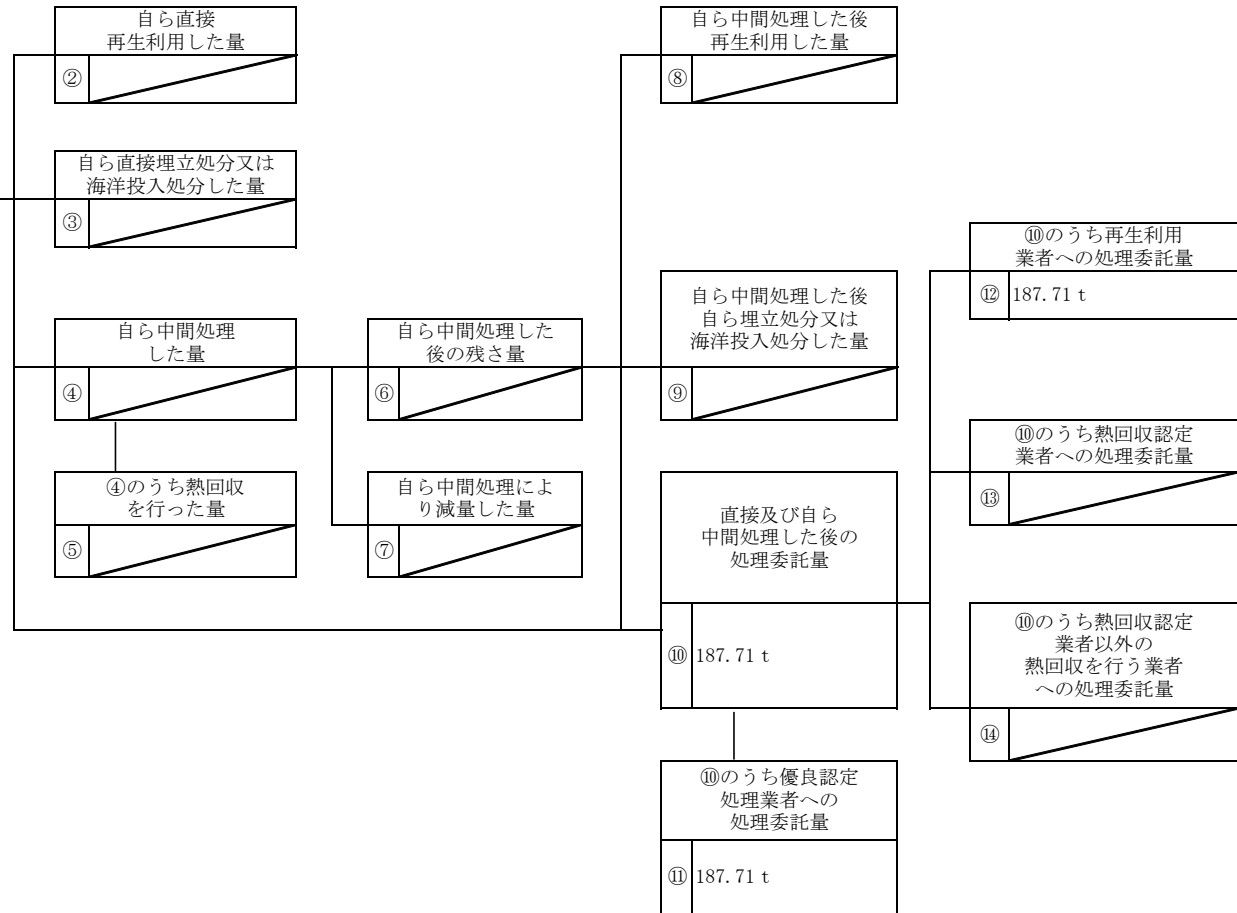 自ら直接
再生利用した量
②
自ら直接埋立処分又は
海洋投入処分した量
③
自ら中間処理
した量
④
④のうち熱回収
を行った量
⑤
自ら中間処理した
後の残さ量
⑥
自ら中間処理によ
り減量した量
⑦
自ら中間処理した後
再生利用した量
⑧
自ら中間処理した後
自ら埋立処分又は
海洋投入処分した量
⑨
直接及び自ら
中間処理した後の
処理委託量
⑩ 187.71 t
⑩のうち優良認定
処理業者への
処理委託量
⑪ 187.71 t
⑩のうち再生利用
業者への処理委託量
⑫ 187.71 t
⑩のうち熱回収認定
業者への処理委託量
⑬
⑩のうち熱回収認定
業者以外の
熱回収を行う業者
への処理委託量
⑭